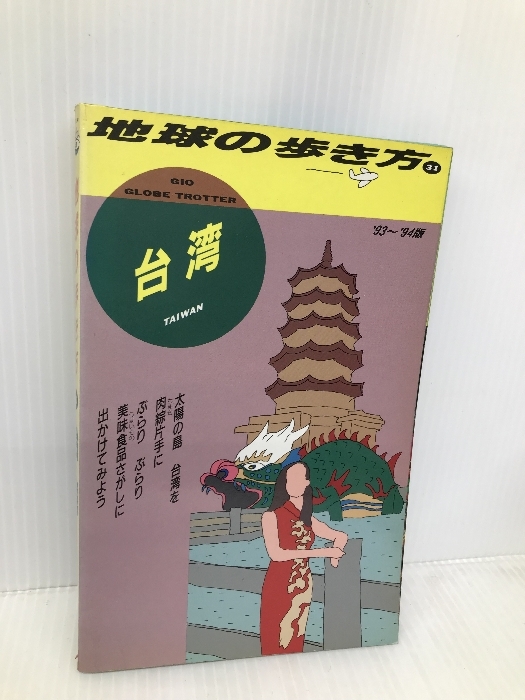 地球の歩き方 31
GIO
GLOBE TROTTER
'93〜'94版
台湾
TAIWAN
太陽の島 台湾を
肉綜片手に
ぶらり ぶらり
美味食品さがしに
出かけてみよう